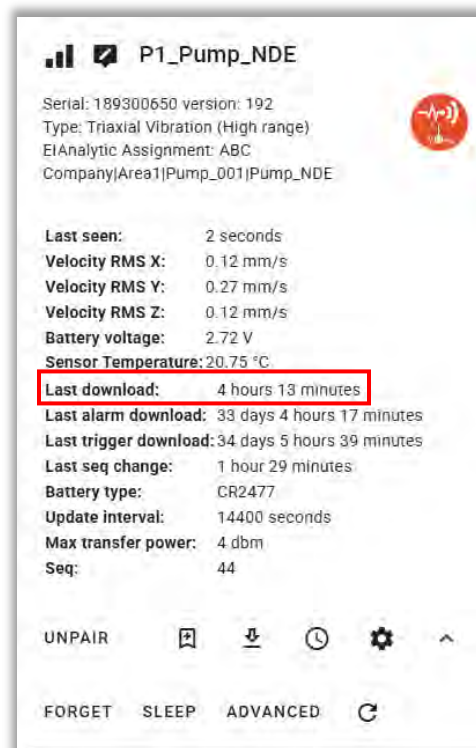 P1_Pump_NDE
Serial: 189300650 version: 192
Type: Triaxial Vibration (High range)
EIAnalytic Assignment: ABC
Company|Area1|Pump_001|Pump_NDE
Last seen: 2 seconds
Velocity RMS X: 0.12 mm/s
Velocity RMS Y: 0.27 mm/s
Velocity RMS Z: 0.12 mm/s
Battery voltage: 2.72 V
Sensor Temperature: 20.75 °C
Last download: 4 hours 13 minutes
Last alarm download: 33 days 4 hours 17 minutes
Last trigger download: 34 days 5 hours 39 minutes
Last seq change: 1 hour 29 minutes
Battery type: CR2477
Update interval: 14400 seconds
Max transfer power: 4 dbm
Seq: 44
UNPAIR
FORGET SLEEP ADVANCED